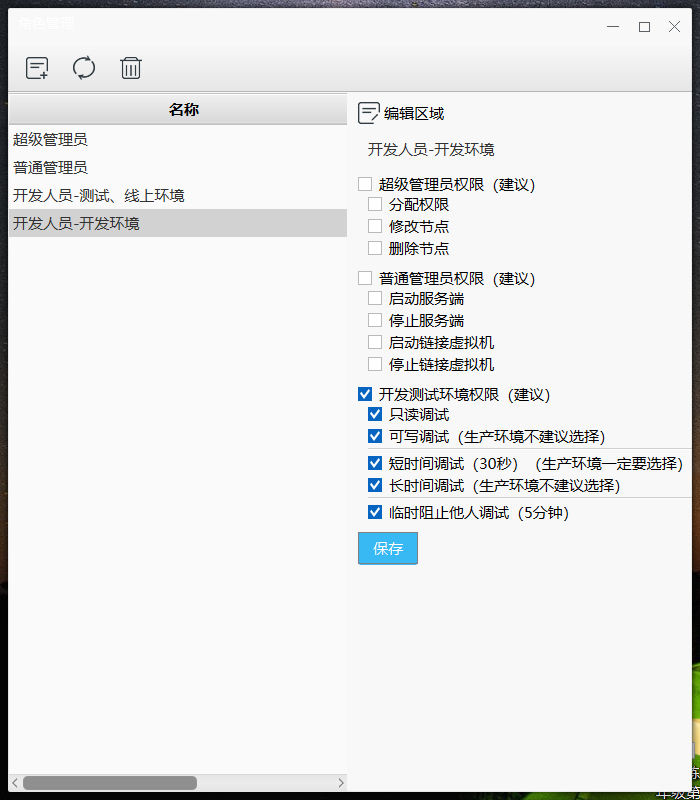 角色管理
名称
超级管理员
普通管理员
开发人员-测试、线上环境
开发人员-开发环境
编辑区域
开发人员-开发环境
超级管理员权限（建议）
分配权限
修改节点
删除节点
普通管理员权限（建议）
启动服务端
停止服务端
启动链接虚拟机
停止链接虚拟机
开发测试环境权限（建议）
只读调试
可写调试（生产环境不建议选择）
短时间调试（30秒）（生产环境一定要选择）
长时间调试（生产环境不建议选择）
临时阻止他人调试（5分钟）
保存